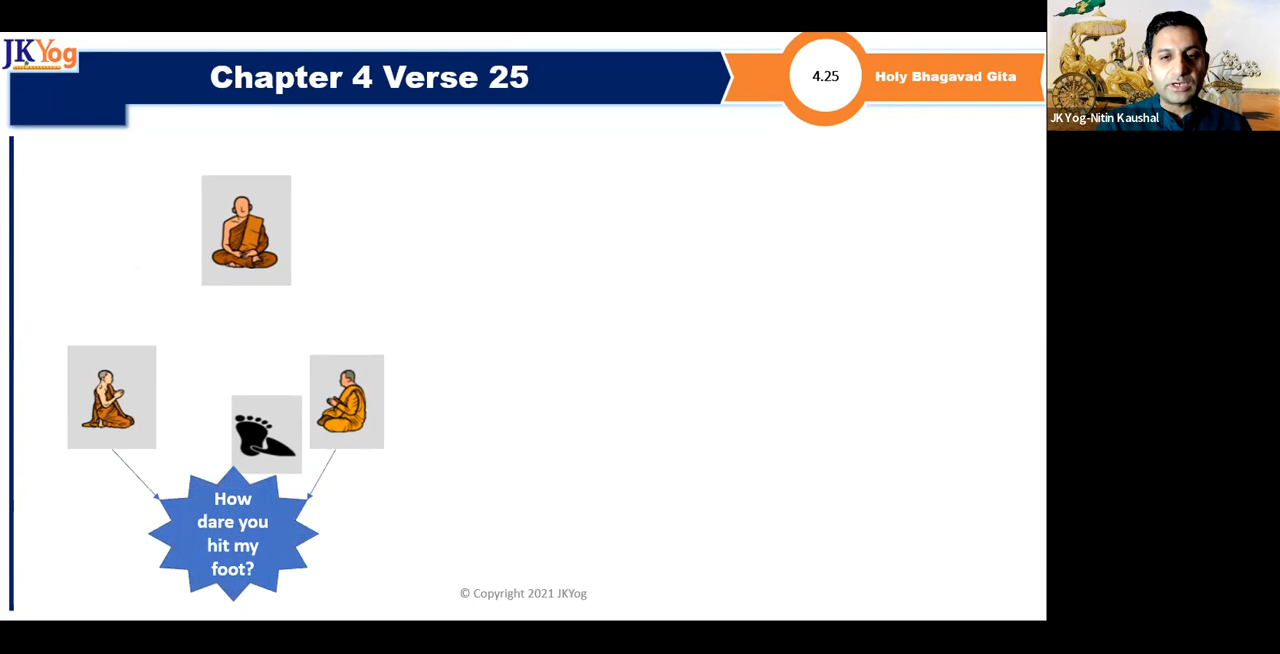 JKYog
Chapter 4 Verse 25
4.25
Holy Bhagavad Gita
JKYog-Nitin Kaushal
How
dare you
hit my
foot?
© Copyright 2021 JKYog